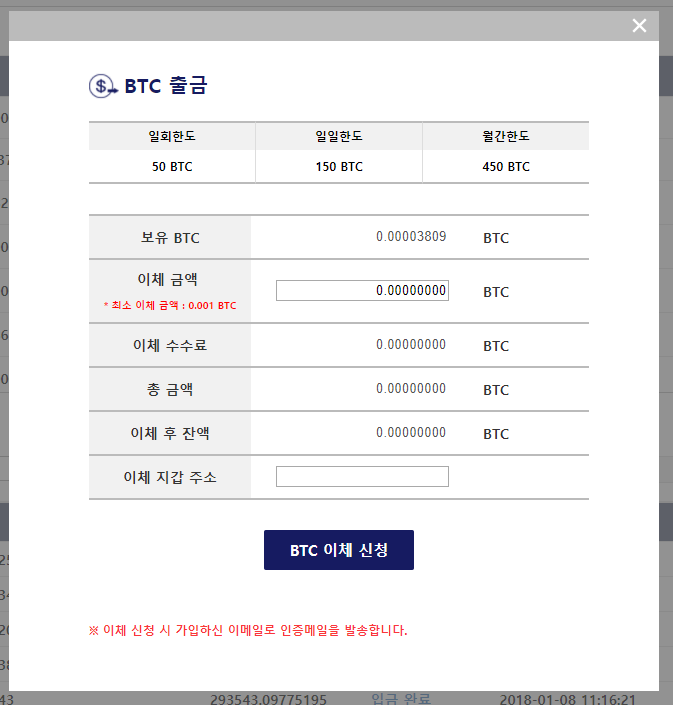 BTC 출금
일회한도 일일한도 월간한도
50 BTC 150 BTC 450 BTC
보유 BTC 0.00003809 BTC
이체 금액 0.00000000 BTC
* 최소 이체 금액 : 0.001 BTC
이체 수수료 0.00000000 BTC
총 금액 0.00000000 BTC
이체 후 잔액 0.00000000 BTC
이체 지갑 주소
BTC 이체 신청
※ 이체 신청 시 가입하신 이메일로 인증메일을 발송합니다.
293543.09775195 입금 완료 2018-01-08 11:16:21